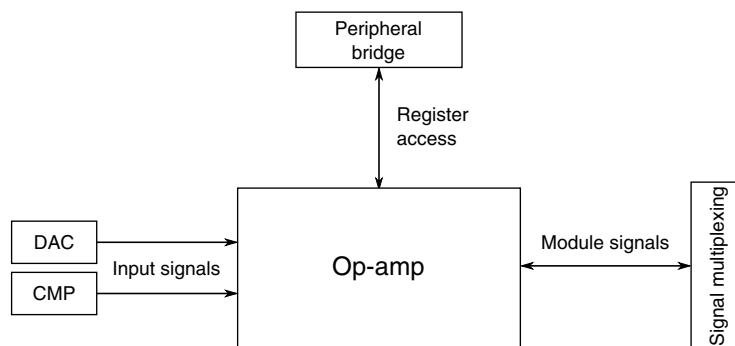 Peripheral
bridge
Register
access
DAC
Input signals
CMP
Op-amp
Module signals
Signal multiplexing